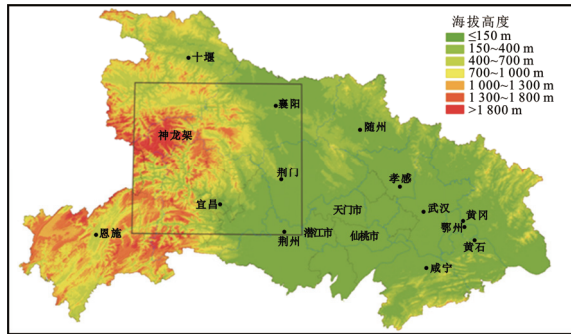 海拔高度
≤150 m
150~400 m
400~700 m
700~1 000 m
1 000~1 300 m
1 300~1 800 m
>1 800 m
十堰
襄阳
随州
神龙架
荆门
孝感
宜昌
天门市
武汉
黄冈
鄂州
恩施
荆州
潜江市
仙桃市
黄石
咸宁